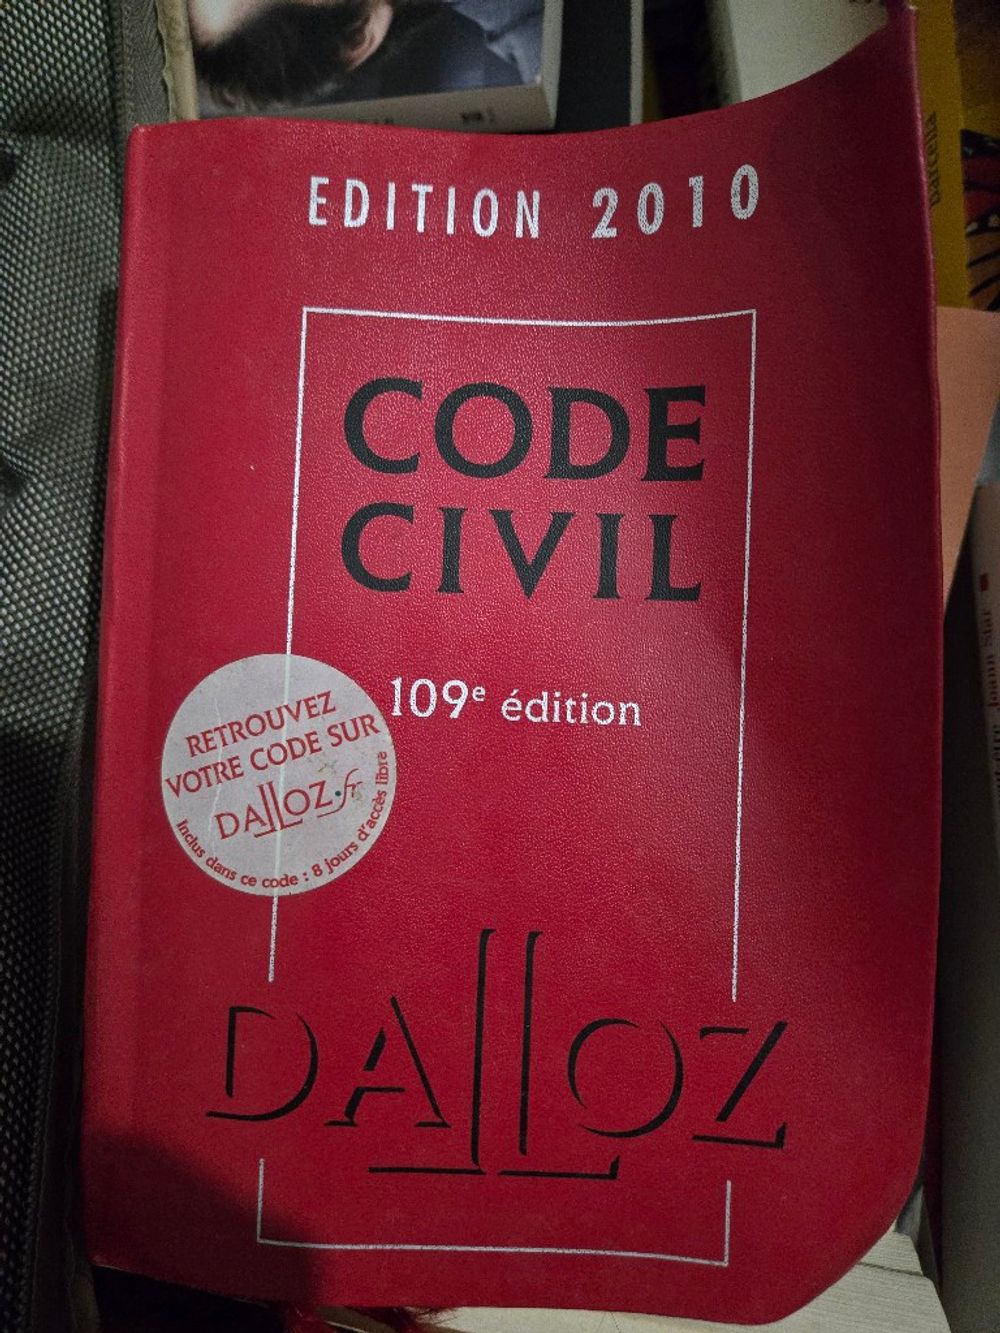 EDITION 2010
CODE
CIVIL
109e édition
RETROUVEZ
VOTRE CODE SUR
DALLOZ.fr
Inclus dans ce code : 8 jours d'accès libre
DALLOZ
barcella